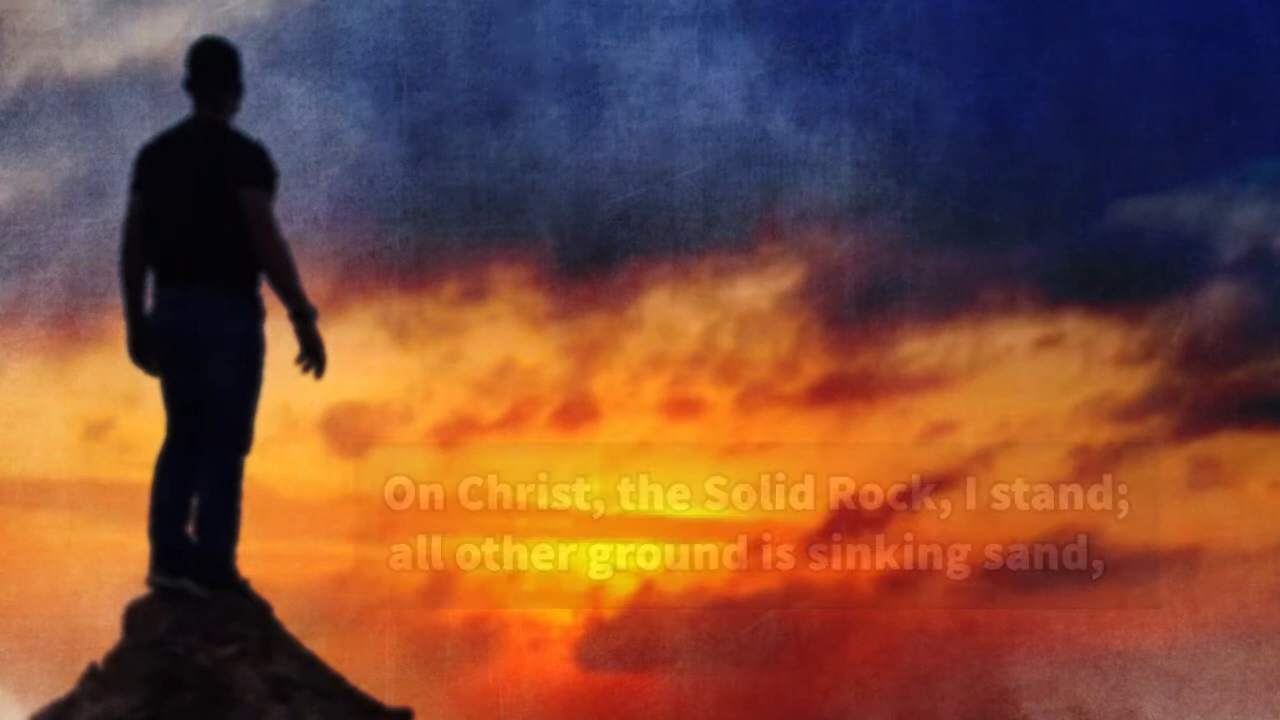 On Christ, the Solid Rock, I stand;
all other ground is sinking sand,